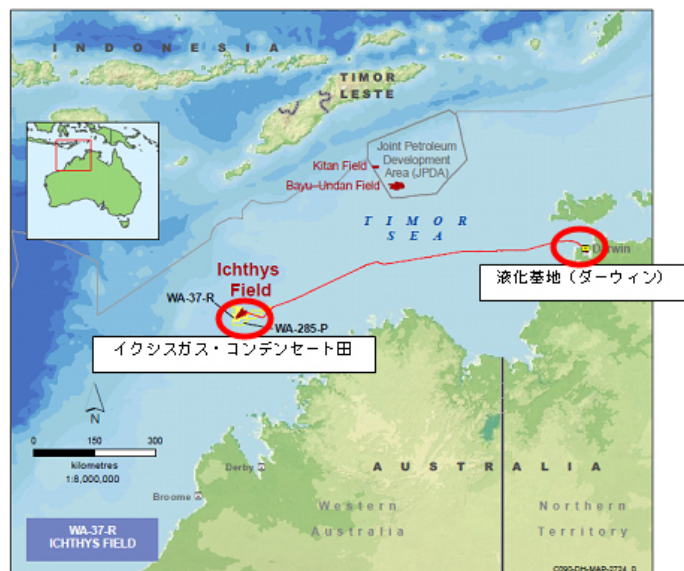 INDONESIA
TIMOR
LESTE
Joint Petroleum
Development
Area (JPDA)
Kitan Field
Bayu-Undan Field
TIMOR
SEA
Darwin
液化基地（ダーウィン）
Ichthys
Field
WA-37-R
WA-285-P
イクシスガス・コンデンセート田
N
0 150 300
kilometres
1:8,000,000
Derby
Broome
AUSTRALIA
Western
Australia
Northern
Territory
WA-37-R
ICHTHYS FIELD